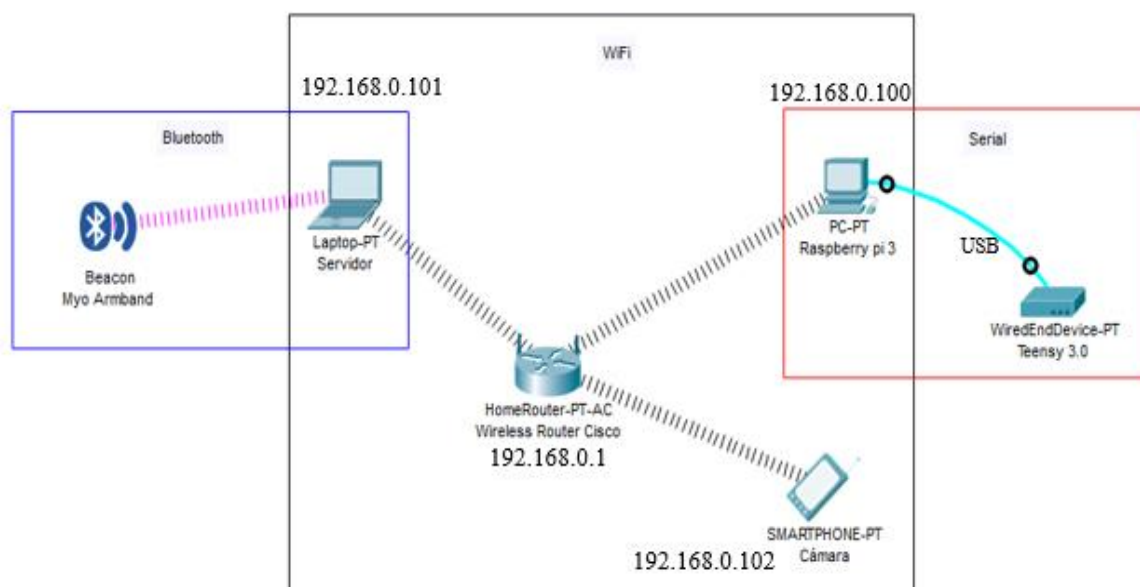 WiFi
192.168.0.101
192.168.0.100
Bluetooth
Serial
Laptop-PT
Servidor
PC-PT
Raspberry pi 3
USB
Beacon
Myo Armband
WiredEndDevice-PT
Teensy 3.0
HomeRouter-PT-AC
Wireless Router Cisco
192.168.0.1
SMARTPHONE-PT
Cámara
192.168.0.102